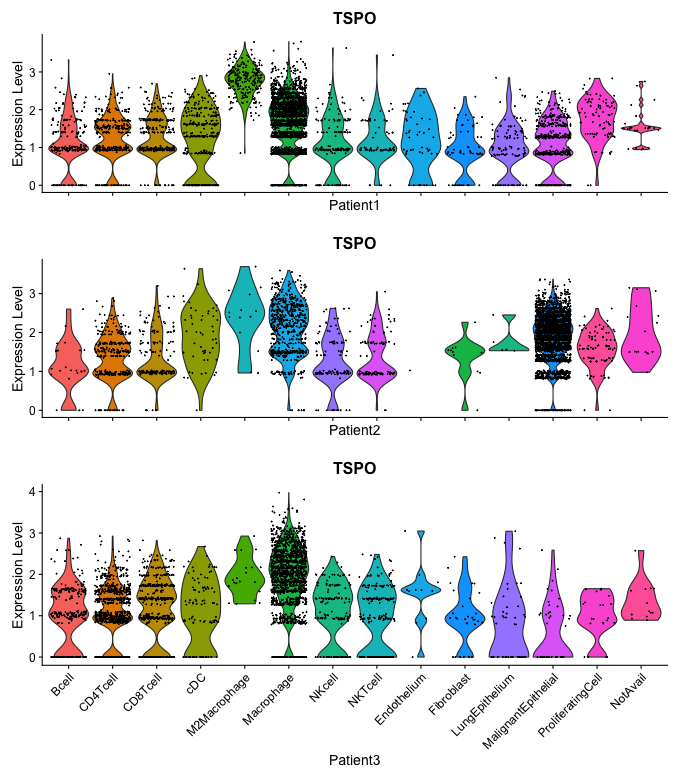 TSPO
Expression Level
3
2
1
0
Patient1
TSPO
Expression Level
3
2
1
0
Patient2
TSPO
Expression Level
4
3
2
1
0
Bcell
CD4Tcell
CD8Tcell
cDC
M2Macrophage
Macrophage
NKcell
NKTcell
Endothelium
Fibroblast
LungEpithelium
MalignantEpithelial
ProliferatingCell
NotAvail
Patient3